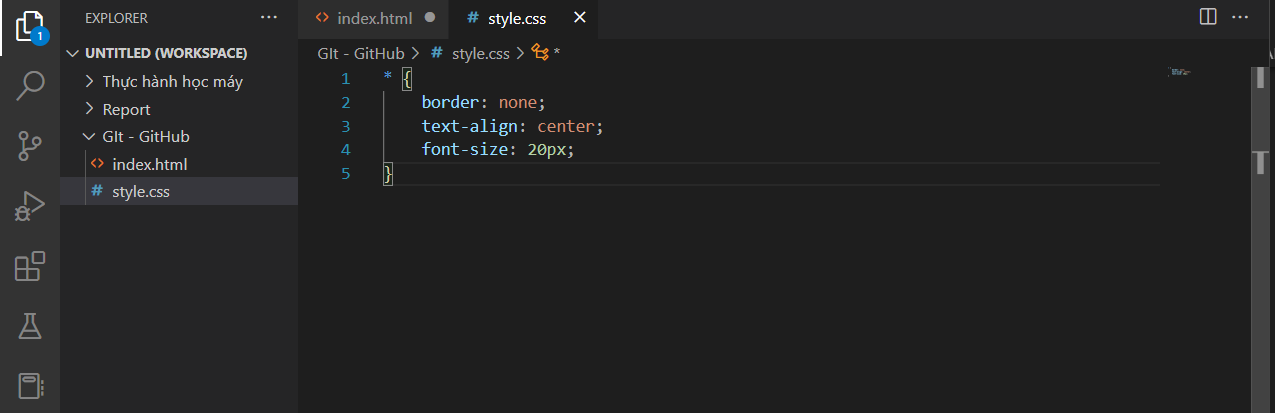 EXPLORER
index.html
style.css
1
UNTITLED (WORKSPACE)
Thực hành học máy
Report
GIt - GitHub
index.html
style.css
GIt - GitHub > # style.css > *
1 * {
2 border: none;
3 text-align: center;
4 font-size: 20px;
5 }